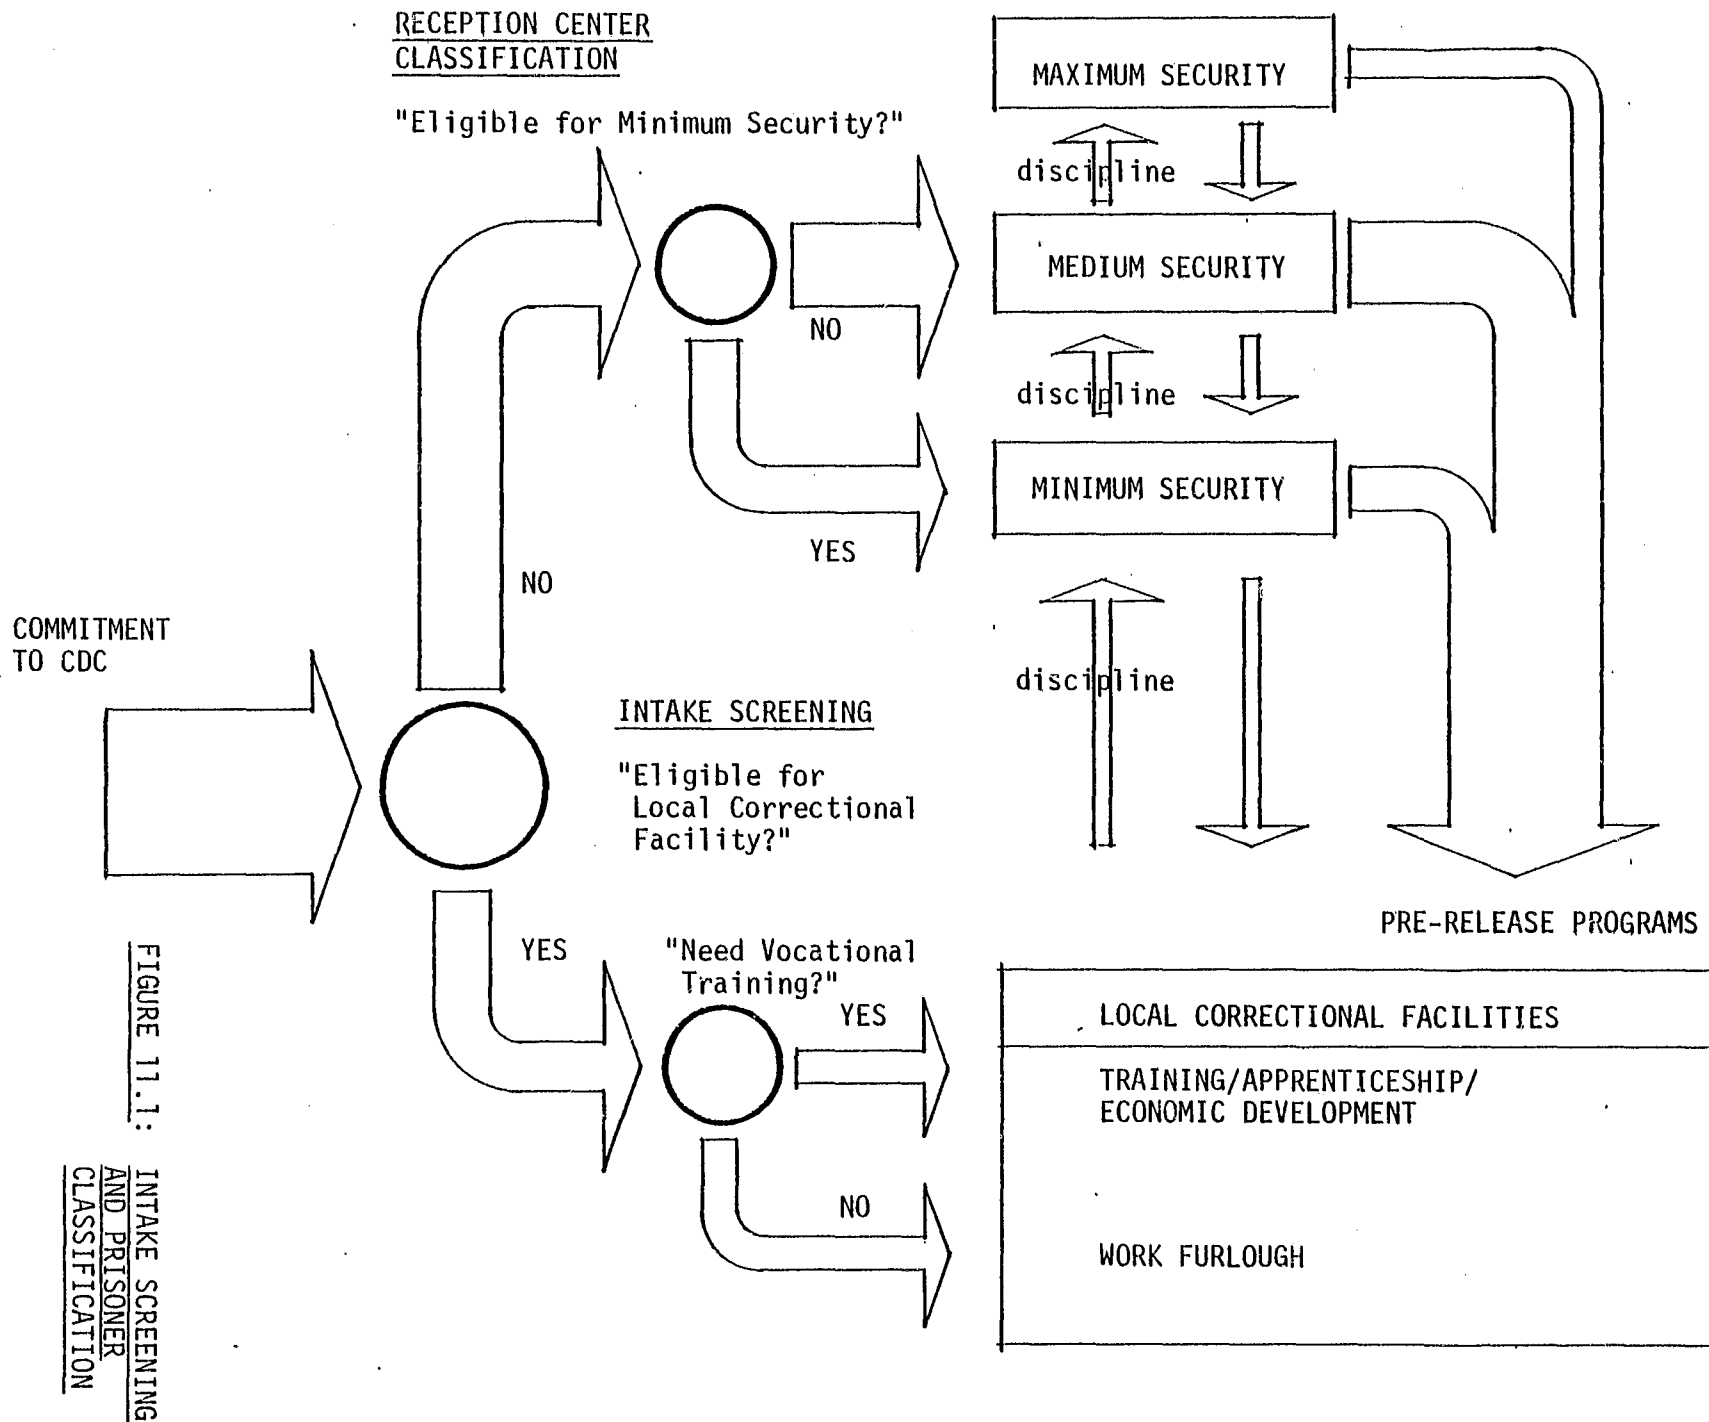 RECEPTION CENTER
CLASSIFICATION
"Eligible for Minimum Security?"
MAXIMUM SECURITY
discipline
MEDIUM SECURITY
NO
discipline
MINIMUM SECURITY
YES
NO
COMMITMENT
TO CDC
discipline
INTAKE SCREENING
"Eligible for
Local Correctional
Facility?"
PRE-RELEASE PROGRAMS
YES
"Need Vocational
Training?"
YES
LOCAL CORRECTIONAL FACILITIES
TRAINING/APPRENTICESHIP/
ECONOMIC DEVELOPMENT
NO
WORK FURLOUGH
FIGURE 11.1: INTAKE SCREENING
AND PRISONER
CLASSIFICATION